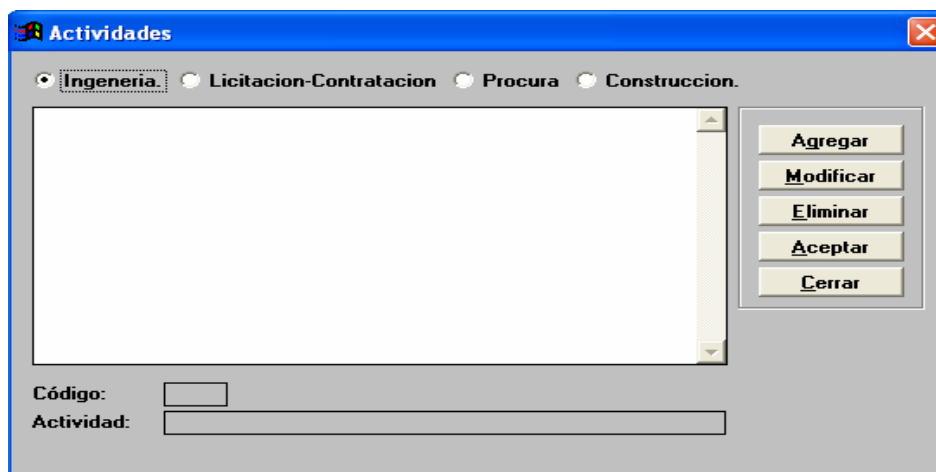 Actividades
Ingeneria. Licitacion-Contratacion Procura Construccion.
Agregar
Modificar
Eliminar
Aceptar
Cerrar
Código:
Actividad: